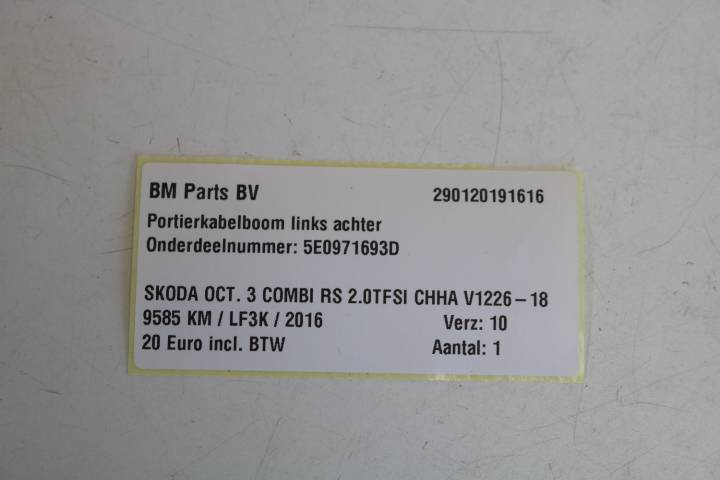 BM Parts BV 290120191616
Portierkabelboom links achter
Onderdeelnummer: 5E0971693D
SKODA OCT. 3 COMBI RS 2.0TFSI CHHA V1226-18
9585 KM / LF3K / 2016 Verz: 10
20 Euro incl. BTW Aantal: 1